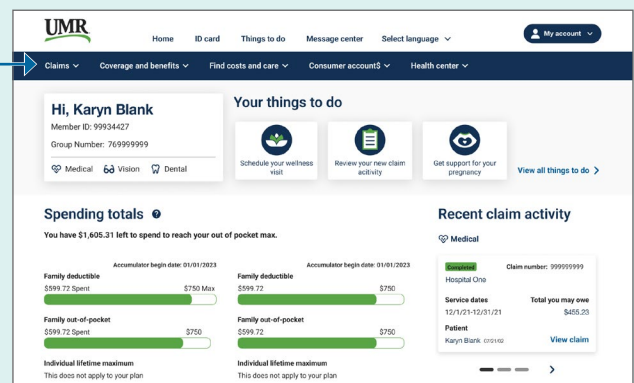 UMR
Home ID card Things to do Message center Select language My account
Claims Coverage and benefits Find costs and care Consumer account$ Health center
Hi, Karyn Blank
Member ID: 99934427
Group Number: 769999999
Medical Vision Dental
Your things to do
Schedule your wellness
visit
Review your new claim
acitivity
Get support for your
pregnancy
View all things to do
Spending totals ?
You have $1,605.31 left to spend to reach your out of pocket max.
Accumulator begin date: 01/01/2023
Family deductible
$599.72 Spent $750 Max
Family out-of-pocket
$599.72 Spent $750
Individual lifetime maximum
This does not apply to your plan
Accumulator begin date: 01/01/2023
Family deductible
$599.72 $750
Family out-of-pocket
$599.72 $750
Individual lifetime maximum
This does not apply to your plan
Recent claim activity
Medical
Completed Claim number: 999999999
Hospital One
Service dates Total you may owe
12/1/21-12/31/21 $455.23
Patient
Karyn Blank 07/21/02 View claim